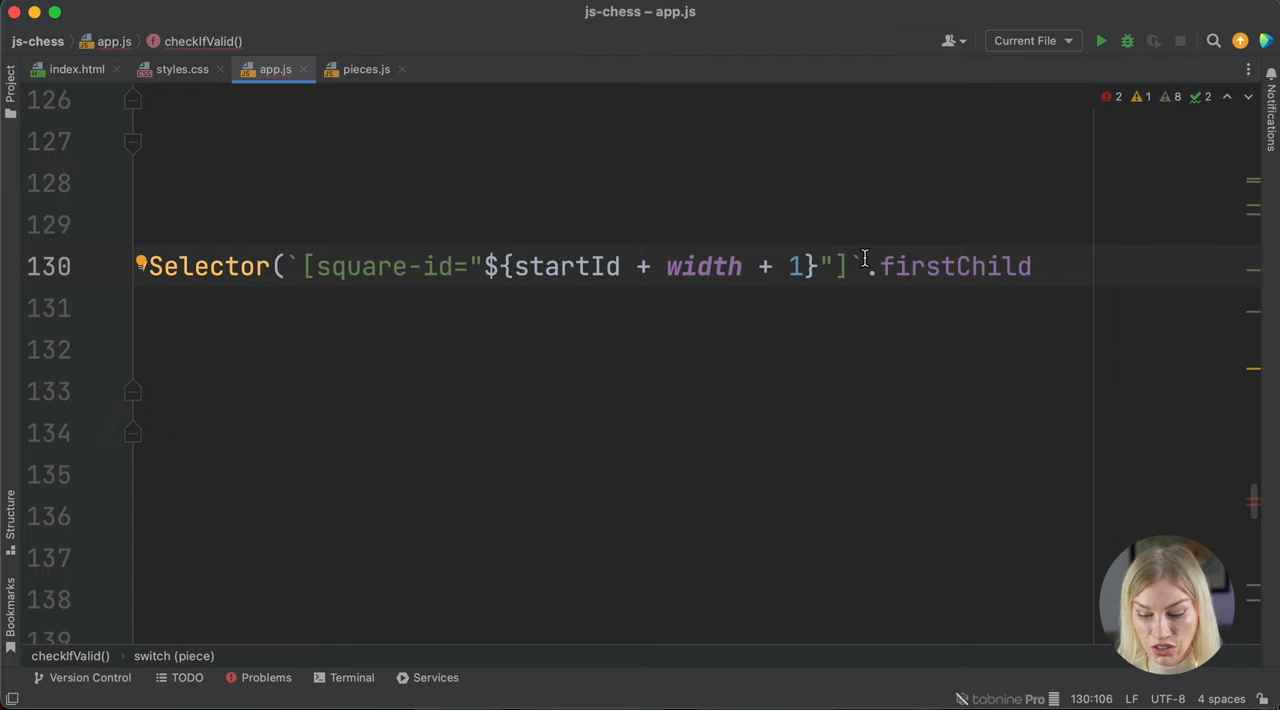 js-chess – app.js
js-chess app.js checkIfValid() Current File
index.html styles.css app.js pieces.js
Project
Notifications
2 1 8 2
126
127
128
129
130 Selector(`[square-id="${startId + width + 1}"]`.firstChild
131
132
133
134
135
136
137
138
139
Structure
Bookmarks
checkIfValid() switch (piece)
Version Control TODO Problems Terminal Services
tabnine Pro 130:106 LF UTF-8 4 spaces